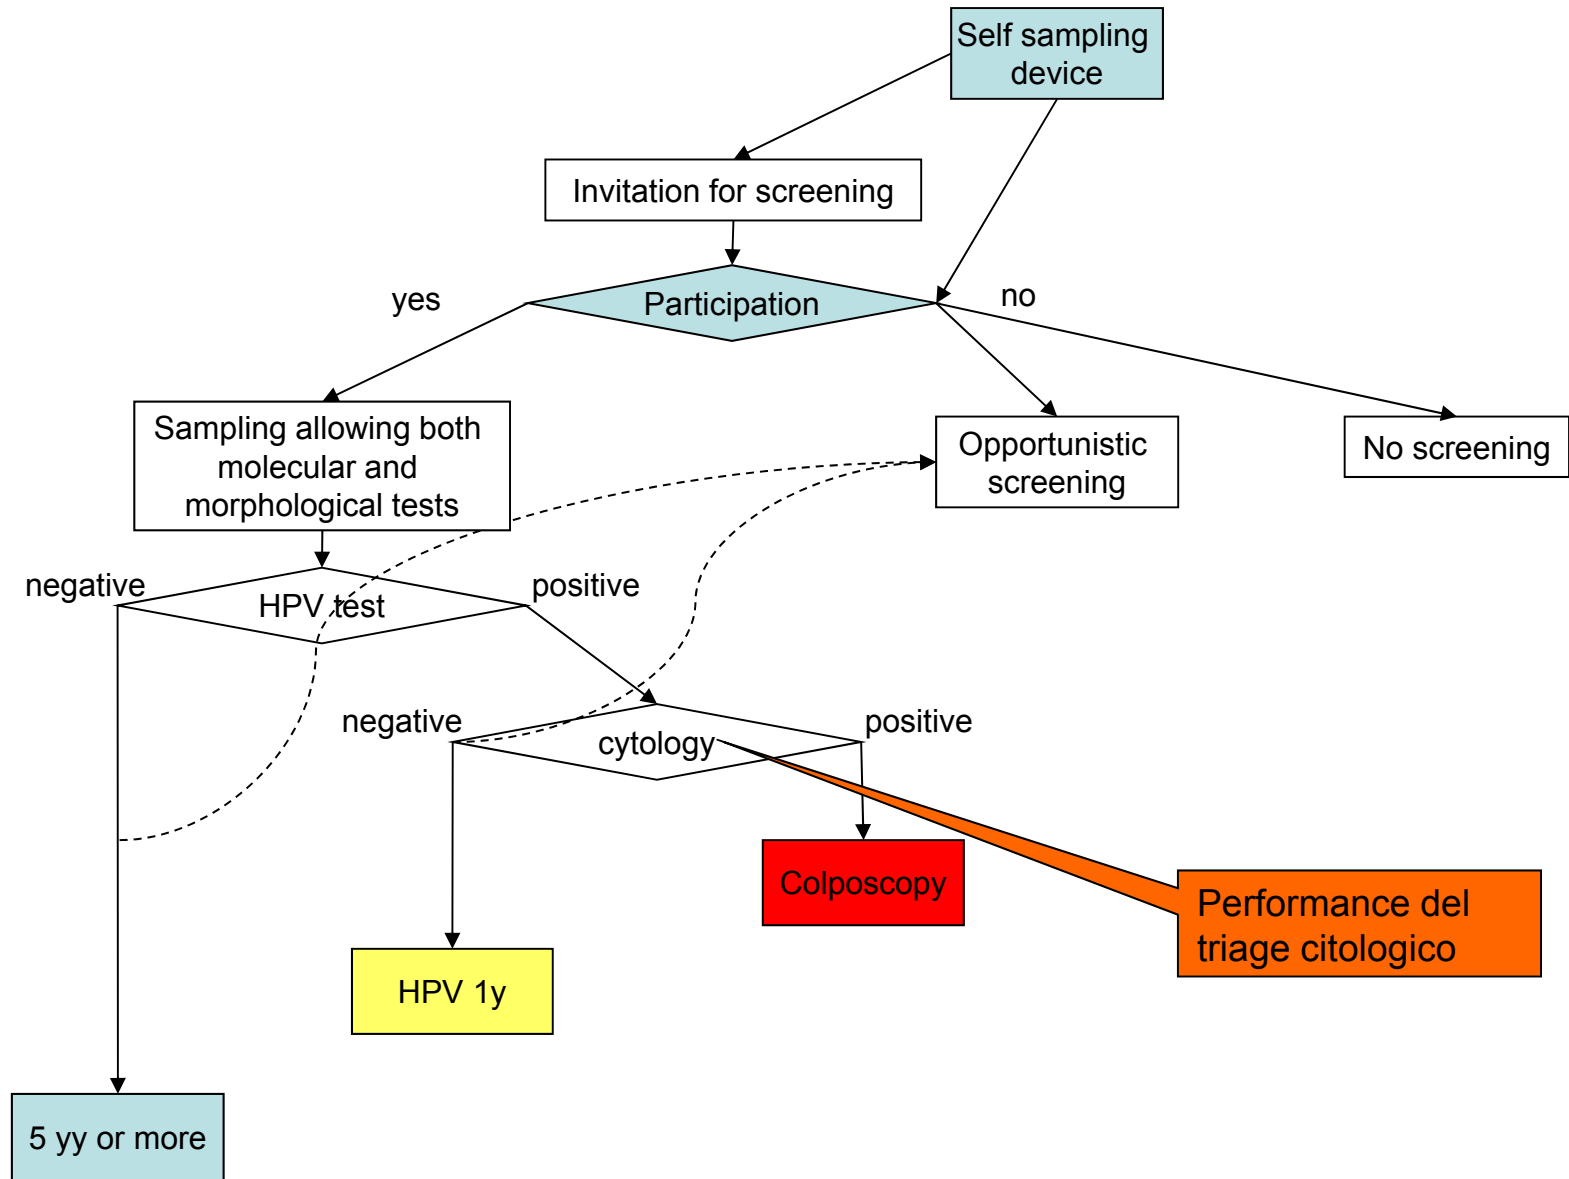 Self sampling
device
Invitation for screening
Participation
yes
no
Sampling allowing both
molecular and
morphological tests
Opportunistic
screening
No screening
negative
HPV test
positive
negative
cytology
positive
Colposcopy
Performance del
triage citologico
HPV 1y
5 yy or more